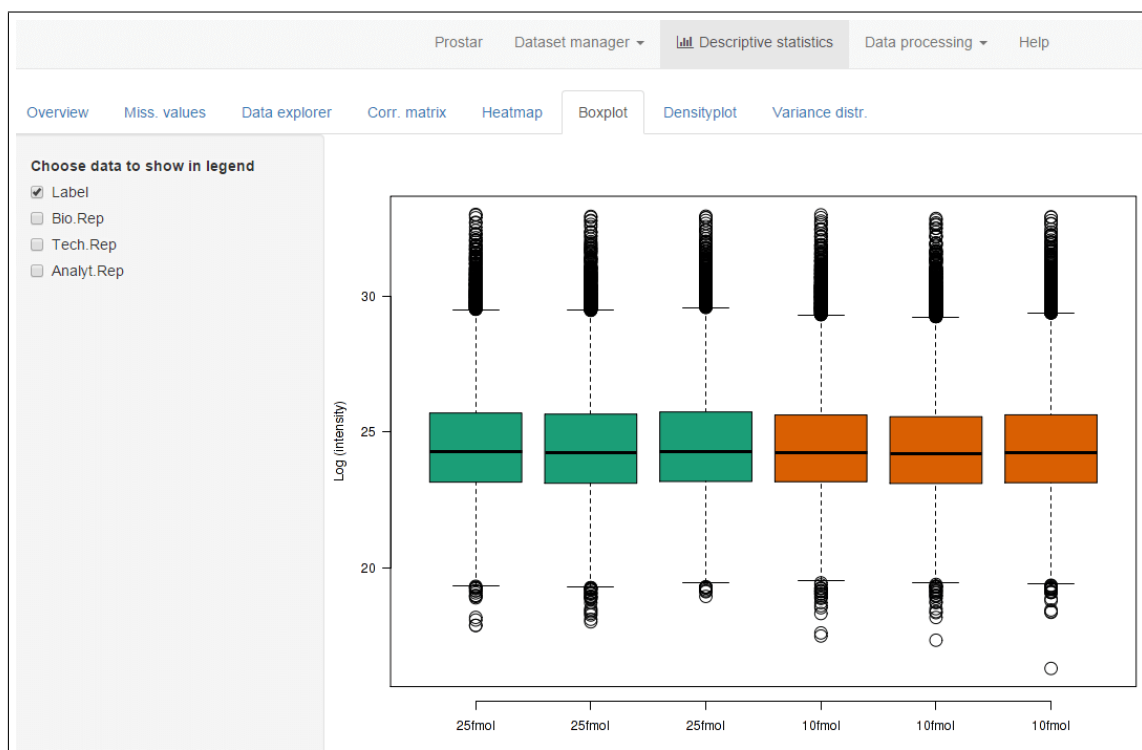 Prostar Dataset manager Descriptive statistics Data processing Help
Overview Miss. values Data explorer Corr. matrix Heatmap Boxplot Densityplot Variance distr.
Choose data to show in legend
Label
Bio.Rep
Tech.Rep
Analyt.Rep
Log (intensity)
30
25
20
25fmol 25fmol 25fmol 10fmol 10fmol 10fmol